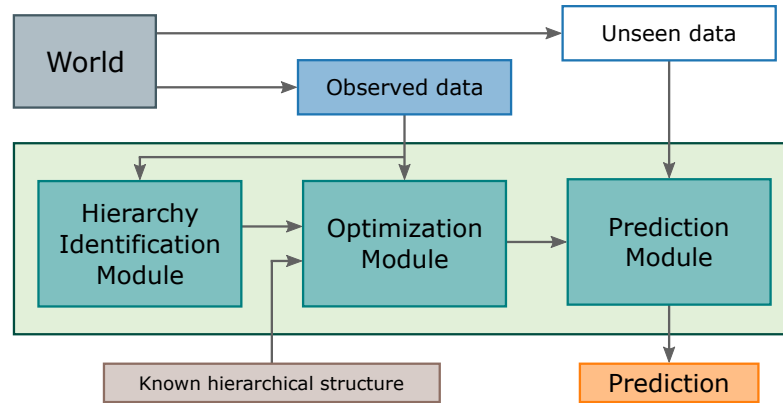 World
Unseen data
Observed data
Hierarchy
Identification
Module
Optimization
Module
Prediction
Module
Known hierarchical structure
Prediction